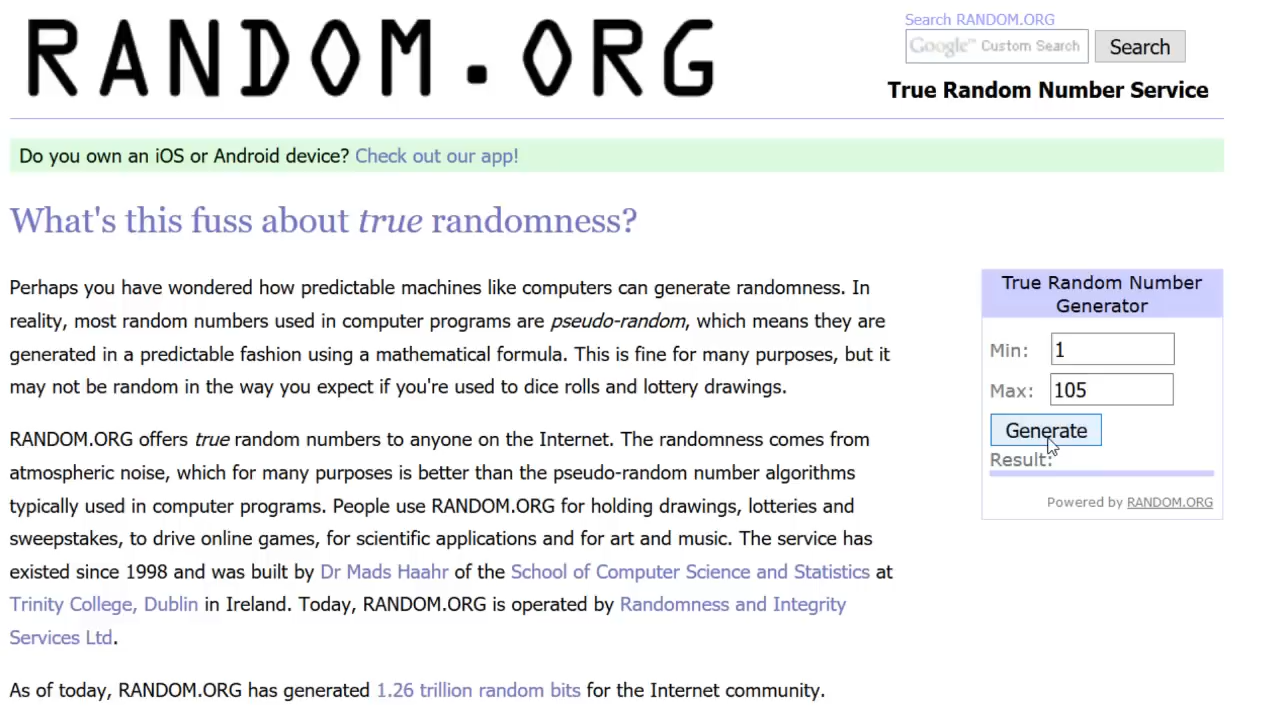 RANDOM.ORG
Search RANDOM.ORG
Google™ Custom Search
Search
True Random Number Service
Do you own an iOS or Android device? Check out our app!
What's this fuss about true randomness?
Perhaps you have wondered how predictable machines like computers can generate randomness. In
reality, most random numbers used in computer programs are pseudo-random, which means they are
generated in a predictable fashion using a mathematical formula. This is fine for many purposes, but it
may not be random in the way you expect if you're used to dice rolls and lottery drawings.
RANDOM.ORG offers true random numbers to anyone on the Internet. The randomness comes from
atmospheric noise, which for many purposes is better than the pseudo-random number algorithms
typically used in computer programs. People use RANDOM.ORG for holding drawings, lotteries and
sweepstakes, to drive online games, for scientific applications and for art and music. The service has
existed since 1998 and was built by Dr Mads Haahr of the School of Computer Science and Statistics at
Trinity College, Dublin in Ireland. Today, RANDOM.ORG is operated by Randomness and Integrity
Services Ltd.
As of today, RANDOM.ORG has generated 1.26 trillion random bits for the Internet community.
True Random Number
Generator
Min: 1
Max: 105
Generate
Result:
Powered by RANDOM.ORG